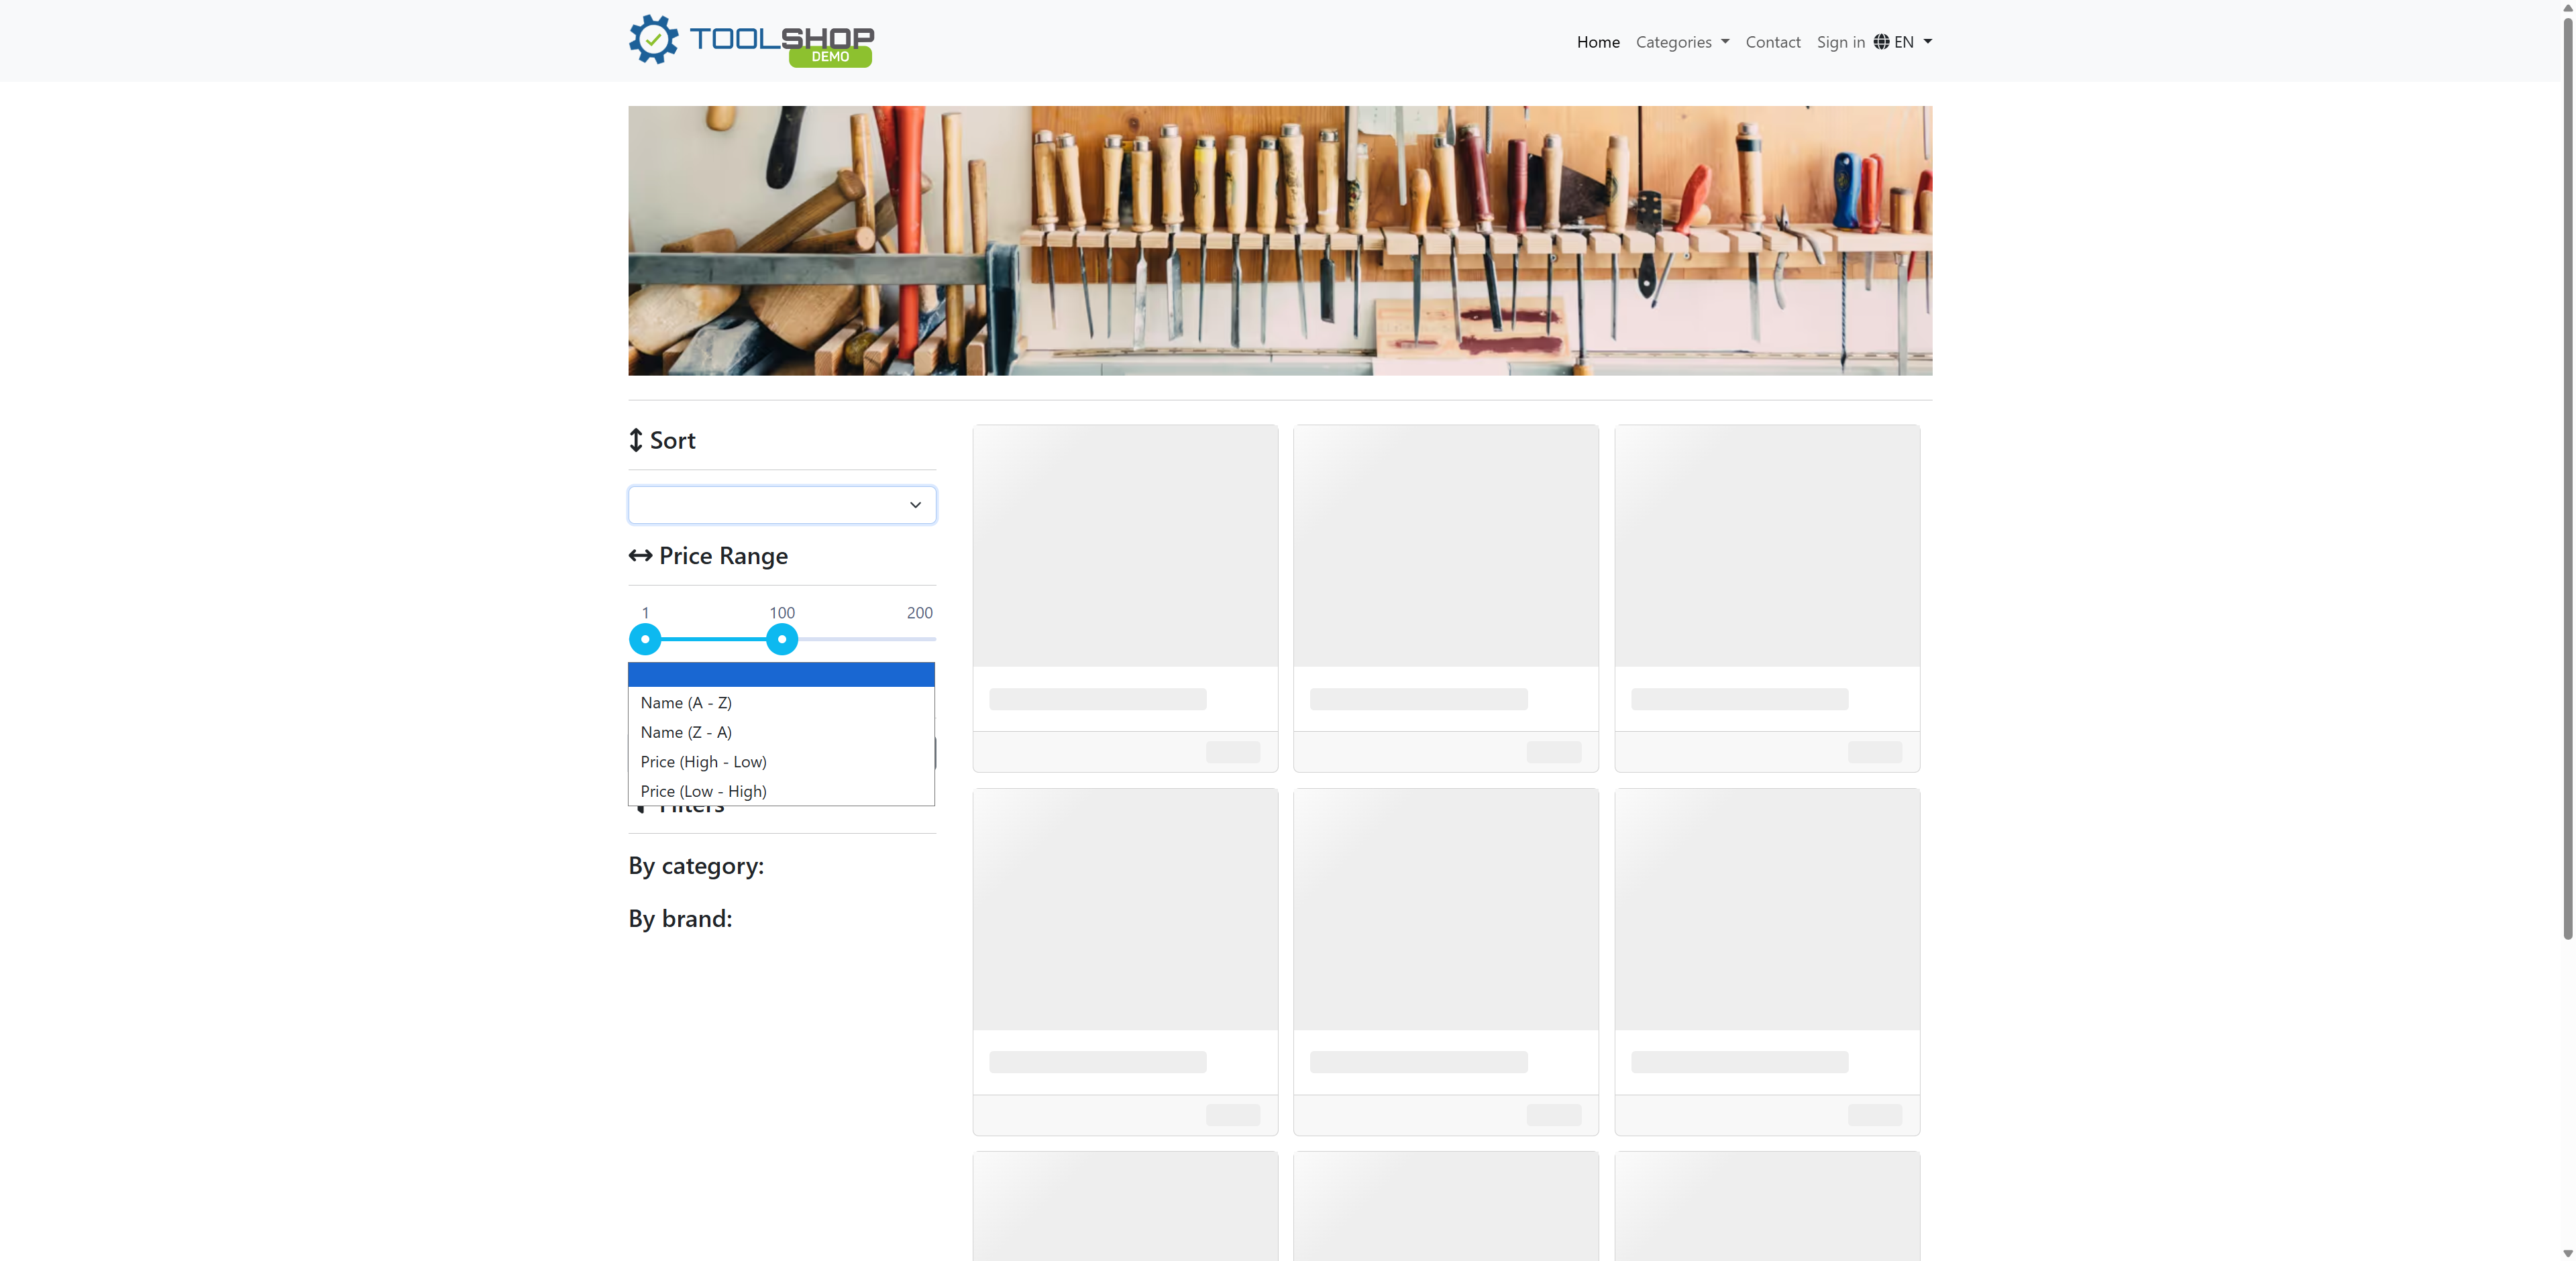 TOOLSHOP
DEMO
Home Categories Contact Sign in EN
Sort
Price Range
1 100 200
Name (A - Z)
Name (Z - A)
Price (High - Low)
Price (Low - High)
Filters
By category:
By brand: